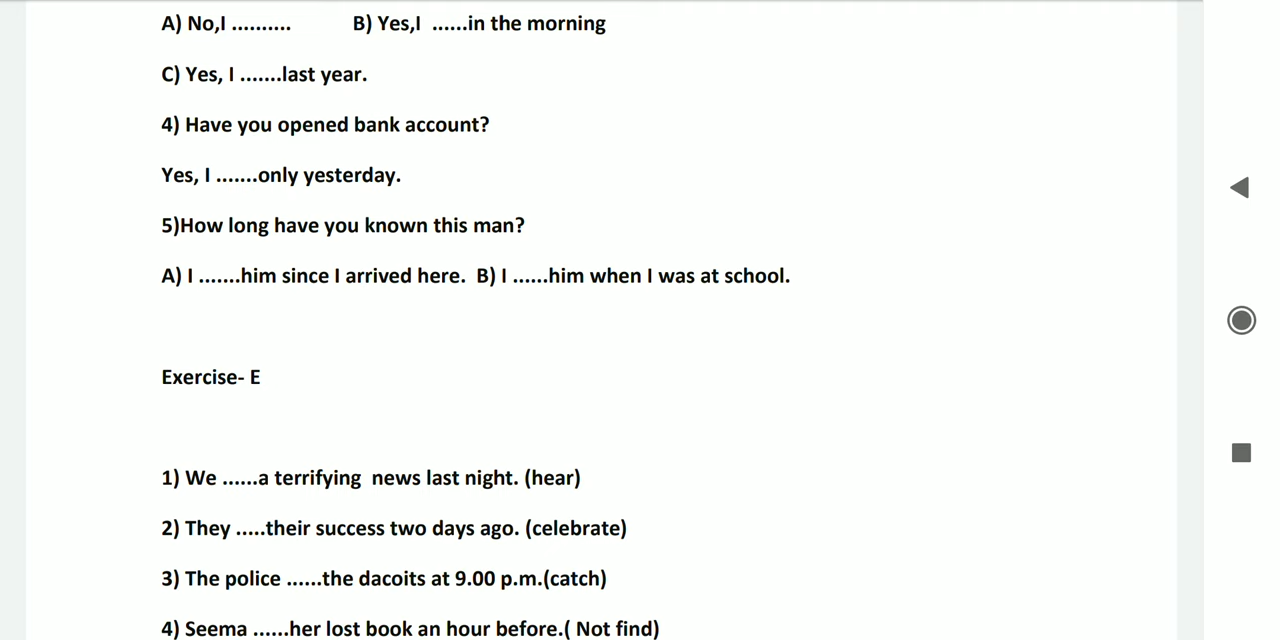 A) No,I .......... B) Yes,I ......in the morning
C) Yes, I .......last year.
4) Have you opened bank account?
Yes, I .......only yesterday.
5)How long have you known this man?
A) I .......him since I arrived here. B) I ......him when I was at school.
Exercise- E
1) We ......a terrifying news last night. (hear)
2) They .....their success two days ago. (celebrate)
3) The police ......the dacoits at 9.00 p.m.(catch)
4) Seema ......her lost book an hour before.( Not find)